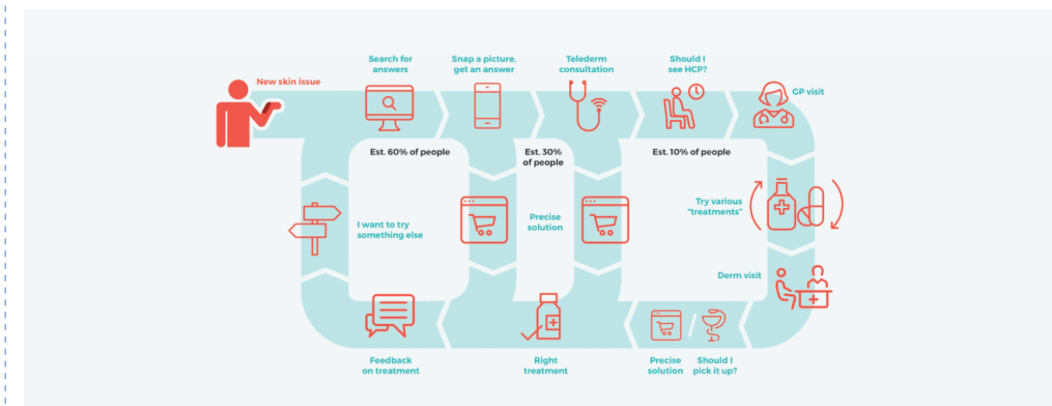 New skin issue
Search for
answers
Snap a picture,
get an answer
Telederm
consultation
Should I
see HCP?
GP visit
Est. 60% of people
Est. 30%
of people
Est. 10% of people
I want to try
something else
Precise
solution
Try various
"treatments"
Derm visit
Feedback
on treatment
Right
treatment
Precise
solution
Should I
pick it up?